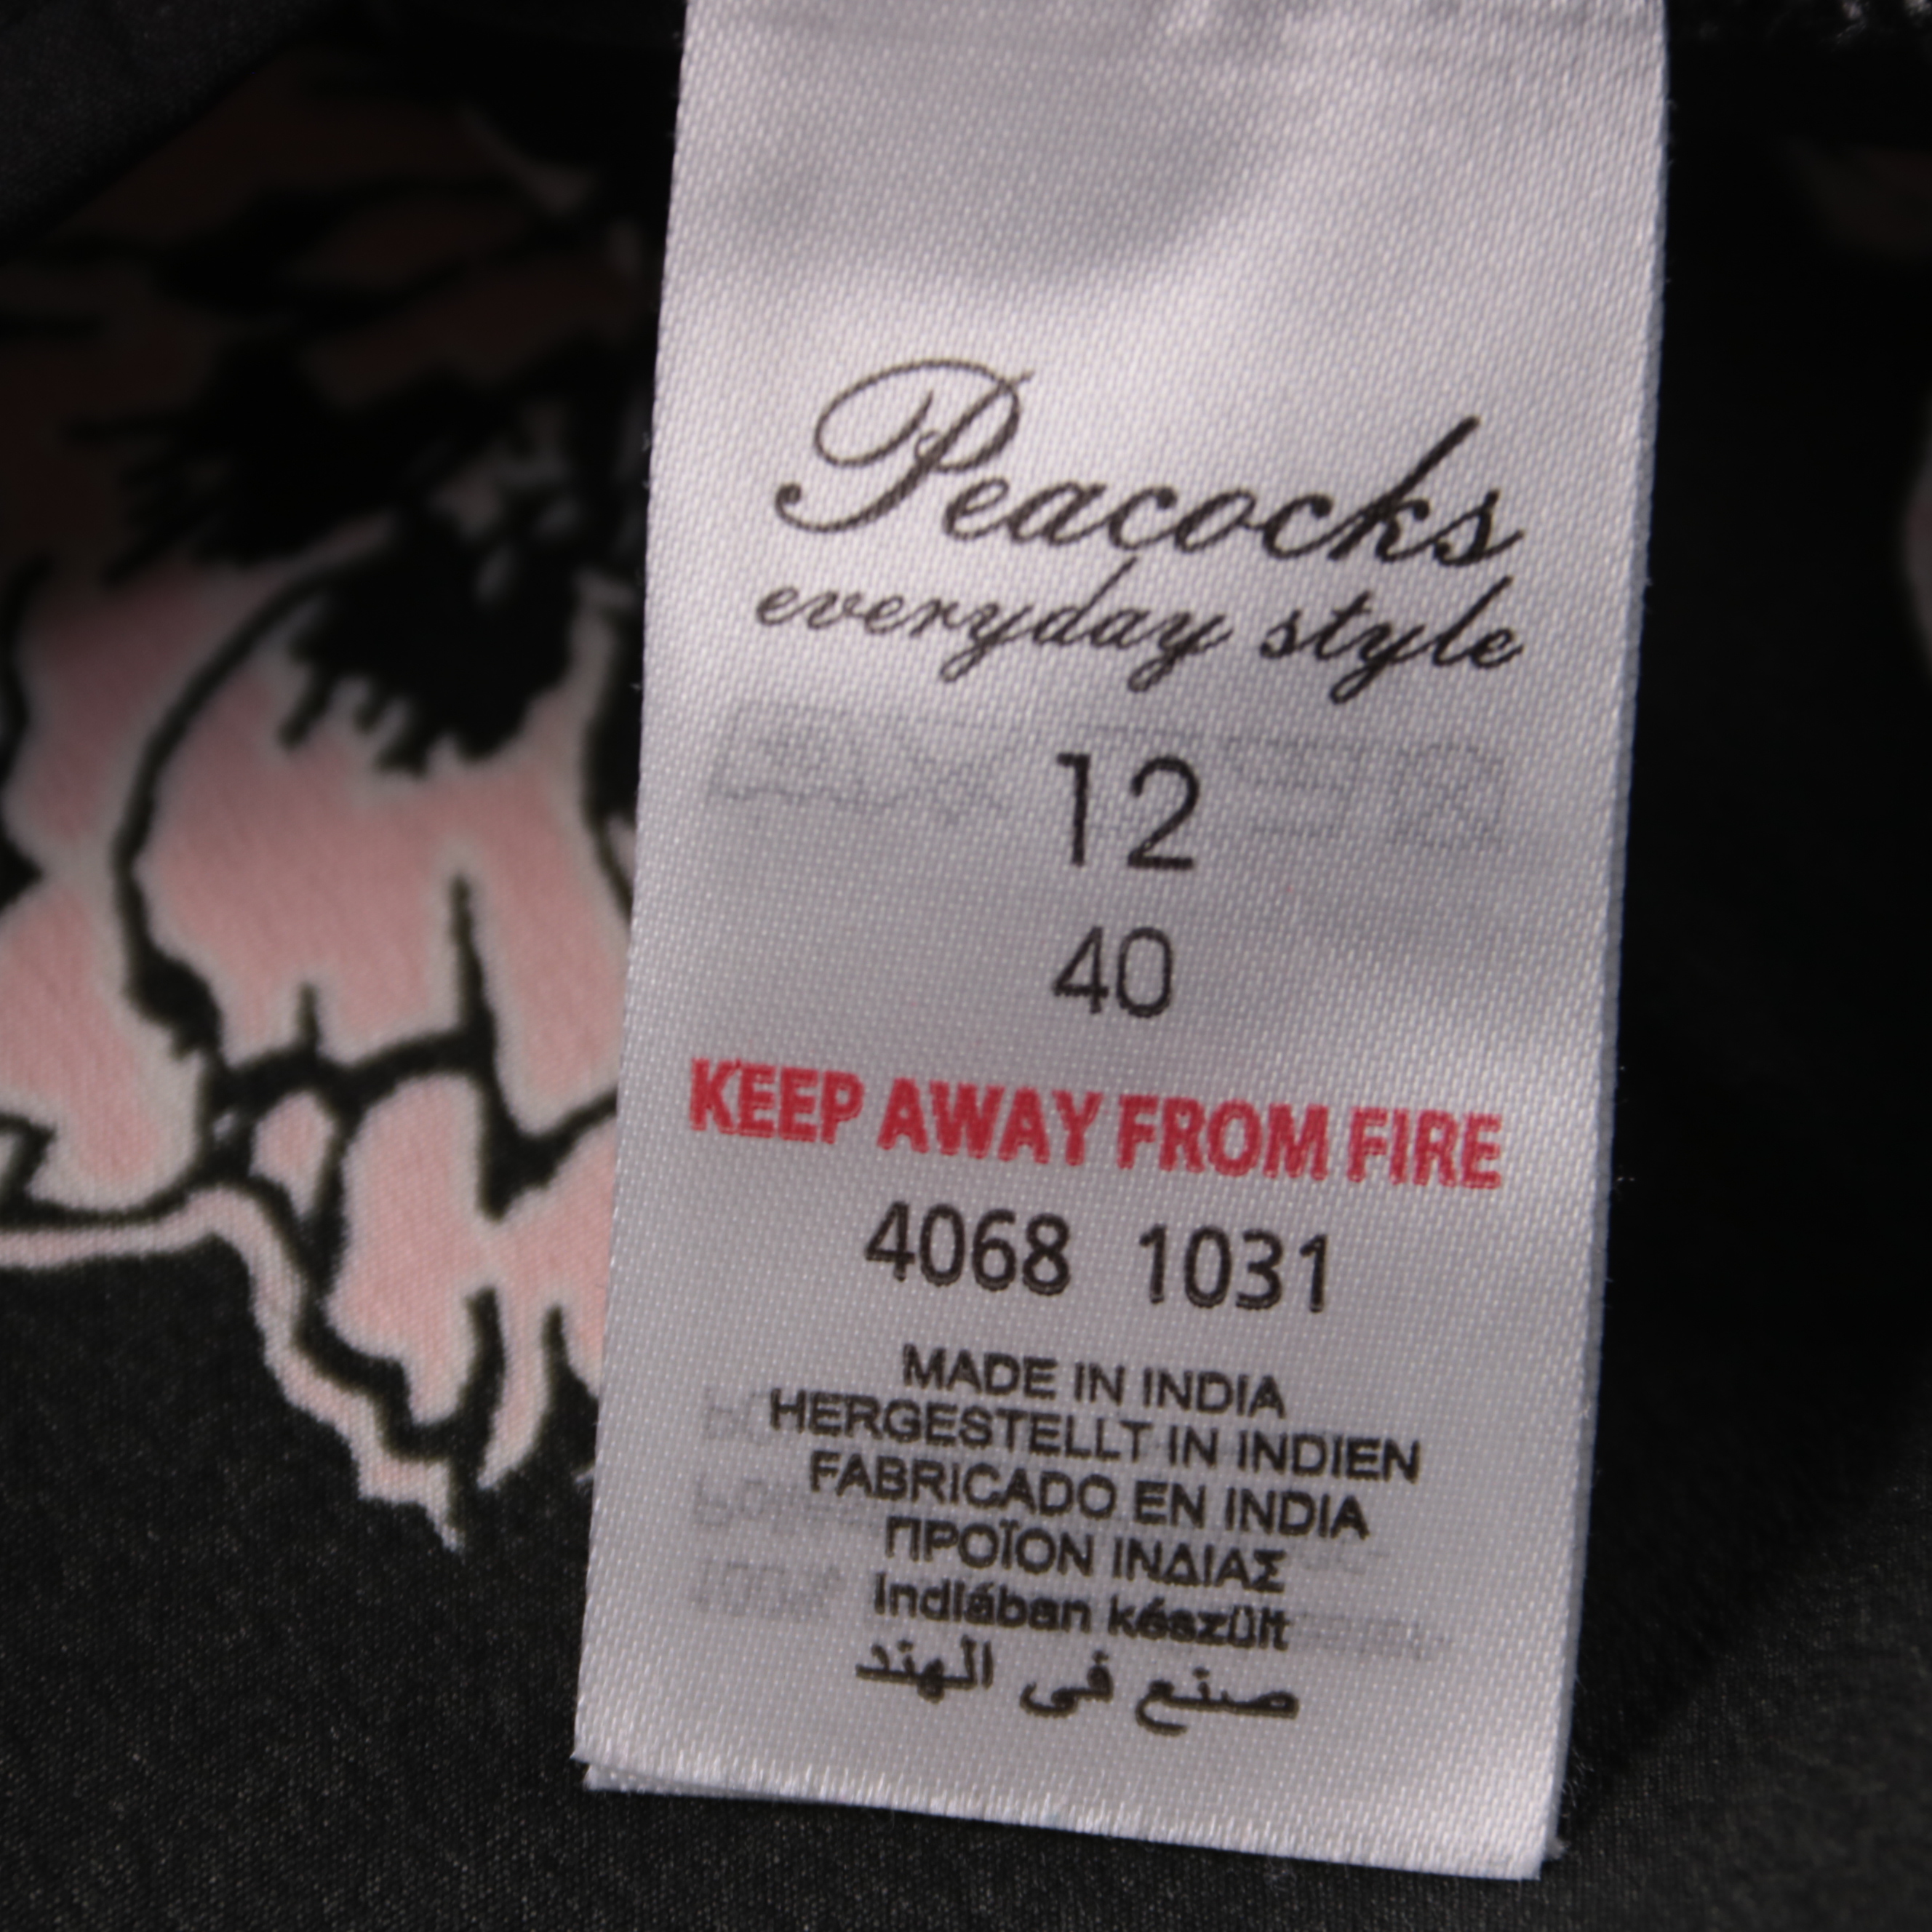 Peacocks
everyday style
12
40
KEEP AWAY FROM FIRE
4068 1031
MADE IN INDIA
HERGESTELLT IN INDIEN
FABRICADO EN INDIA
ΠΡΟΪΟΝ ΙΝΔΙΑΣ
Indiában készült
صنع فى الهند